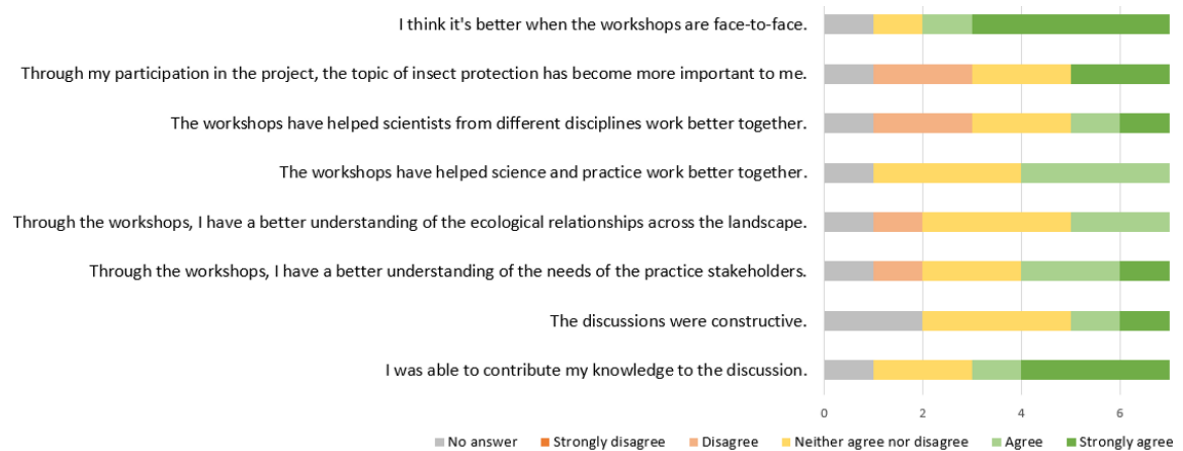 I think it's better when the workshops are face-to-face.
Through my participation in the project, the topic of insect protection has become more important to me.
The workshops have helped scientists from different disciplines work better together.
The workshops have helped science and practice work better together.
Through the workshops, I have a better understanding of the ecological relationships across the landscape.
Through the workshops, I have a better understanding of the needs of the practice stakeholders.
The discussions were constructive.
I was able to contribute my knowledge to the discussion.
0 2 4 6
No answer Strongly disagree Disagree Neither agree nor disagree Agree Strongly agree